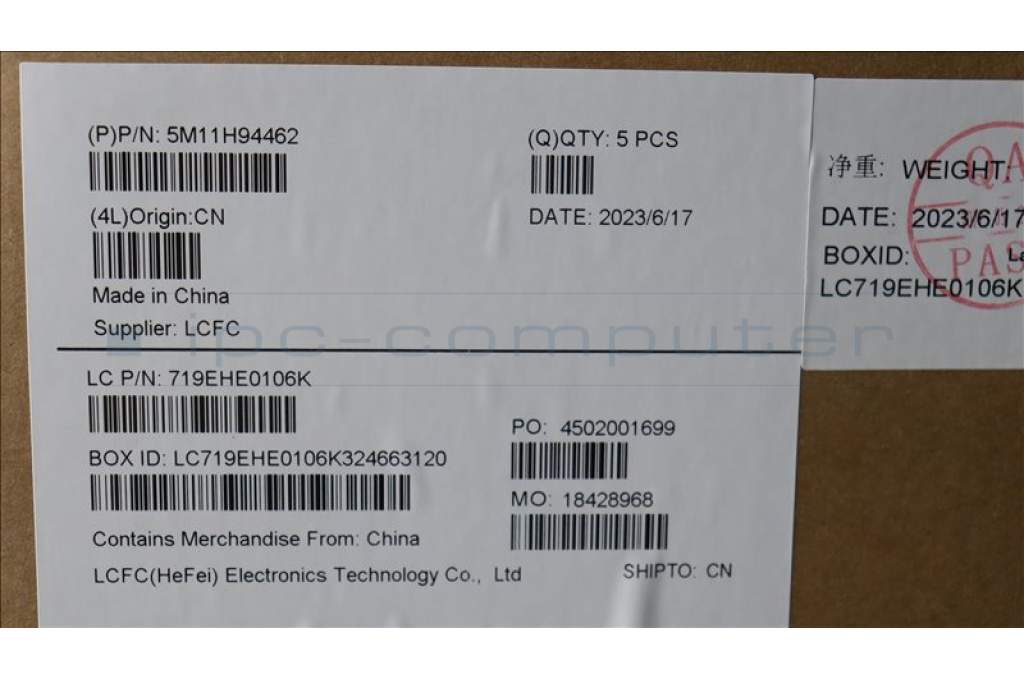 (P)P/N: 5M11H94462
(Q)QTY: 5 PCS
(4L)Origin:CN
DATE: 2023/6/17
Made in China
Supplier: LCFC
LC P/N: 719EHE0106K
PO: 4502001699
BOX ID: LC719EHE0106K324663120
MO: 18428968
Contains Merchandise From: China
LCFC(HeFei) Electronics Technology Co., Ltd
SHIPTO: CN
净重: WEIGHT:
DATE: 2023/6/17
BOXID:
LC719EHE0106K
QA
PAS
ipc-computer